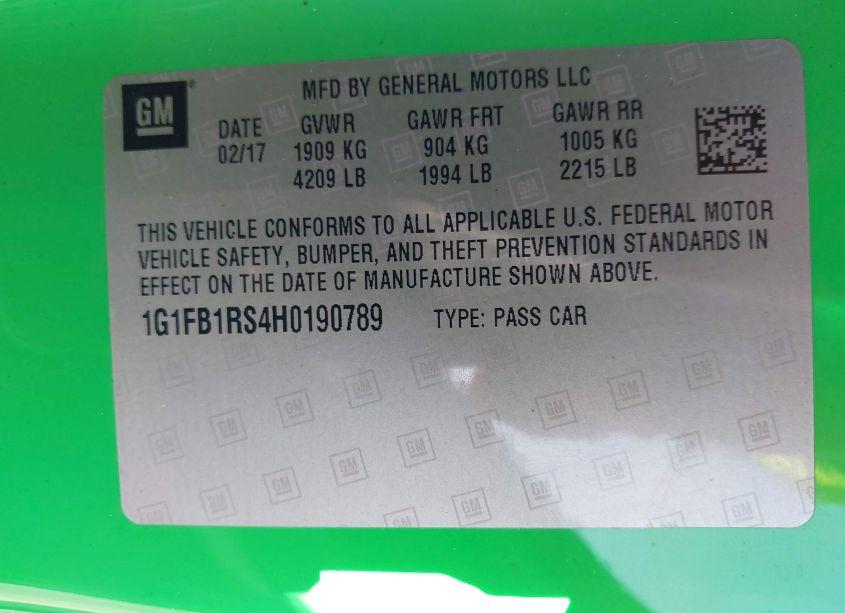 GM
MFD BY GENERAL MOTORS LLC
DATE GVWR GAWR FRT GAWR RR
02/17 1909 KG 904 KG 1005 KG
4209 LB 1994 LB 2215 LB
THIS VEHICLE CONFORMS TO ALL APPLICABLE U.S. FEDERAL MOTOR
VEHICLE SAFETY, BUMPER, AND THEFT PREVENTION STANDARDS IN
EFFECT ON THE DATE OF MANUFACTURE SHOWN ABOVE.
1G1FB1RS4H0190789 TYPE: PASS CAR